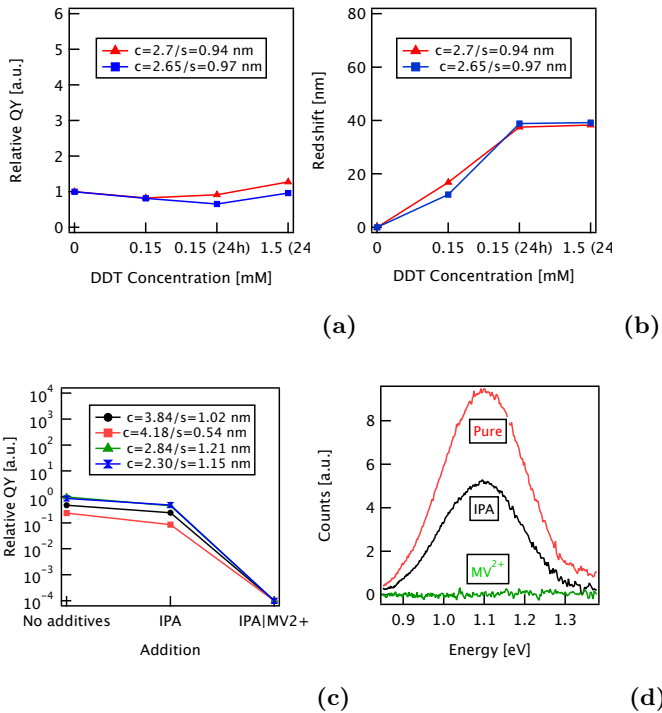 6
5
4
3
2
1
0
Relative QY [a.u.]
c=2.7/s=0.94 nm
c=2.65/s=0.97 nm
0
0.15
0.15 (24h)
1.5 (24
DDT Concentration [mM]
(a)
80
60
40
20
0
Redshift [nm]
c=2.7/s=0.94 nm
c=2.65/s=0.97 nm
0
0.15
0.15 (24h)
1.5 (24
DDT Concentration [mM]
(b)
10^4
10^3
10^2
10^1
10^0
10^-1
10^-2
10^-3
10^-4
Relative QY [a.u.]
c=3.84/s=1.02 nm
c=4.18/s=0.54 nm
c=2.84/s=1.21 nm
c=2.30/s=1.15 nm
No additives
IPA
IPA|MV2+
Addition
(c)
8
6
4
2
0
Counts [a.u.]
Pure
IPA
MV2+
0.9
1.0
1.1
1.2
1.3
Energy [eV]
(d)